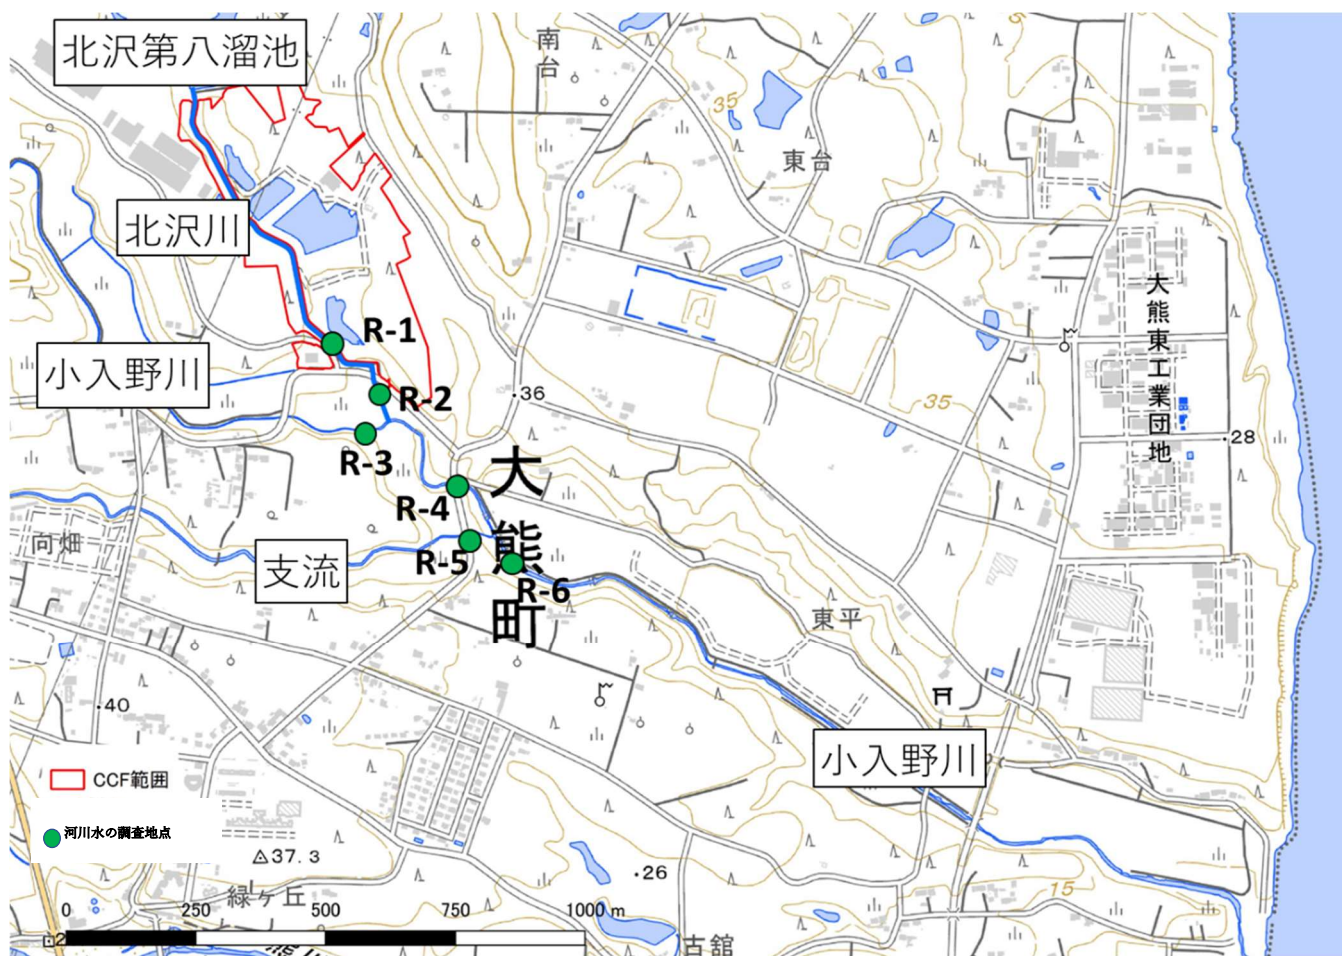 北沢第八溜池
南台
35
東台
北沢川
R-1
大熊東工業団地
小入野川
R-2
36
35
28
R-3
大熊町
R-4
向畑
支流
R-5
R-6
東平
40
小入野川
CCF範囲
河川水の調査地点
37.3
26
緑ヶ丘
15
0 250 500 750 1000 m
古舘